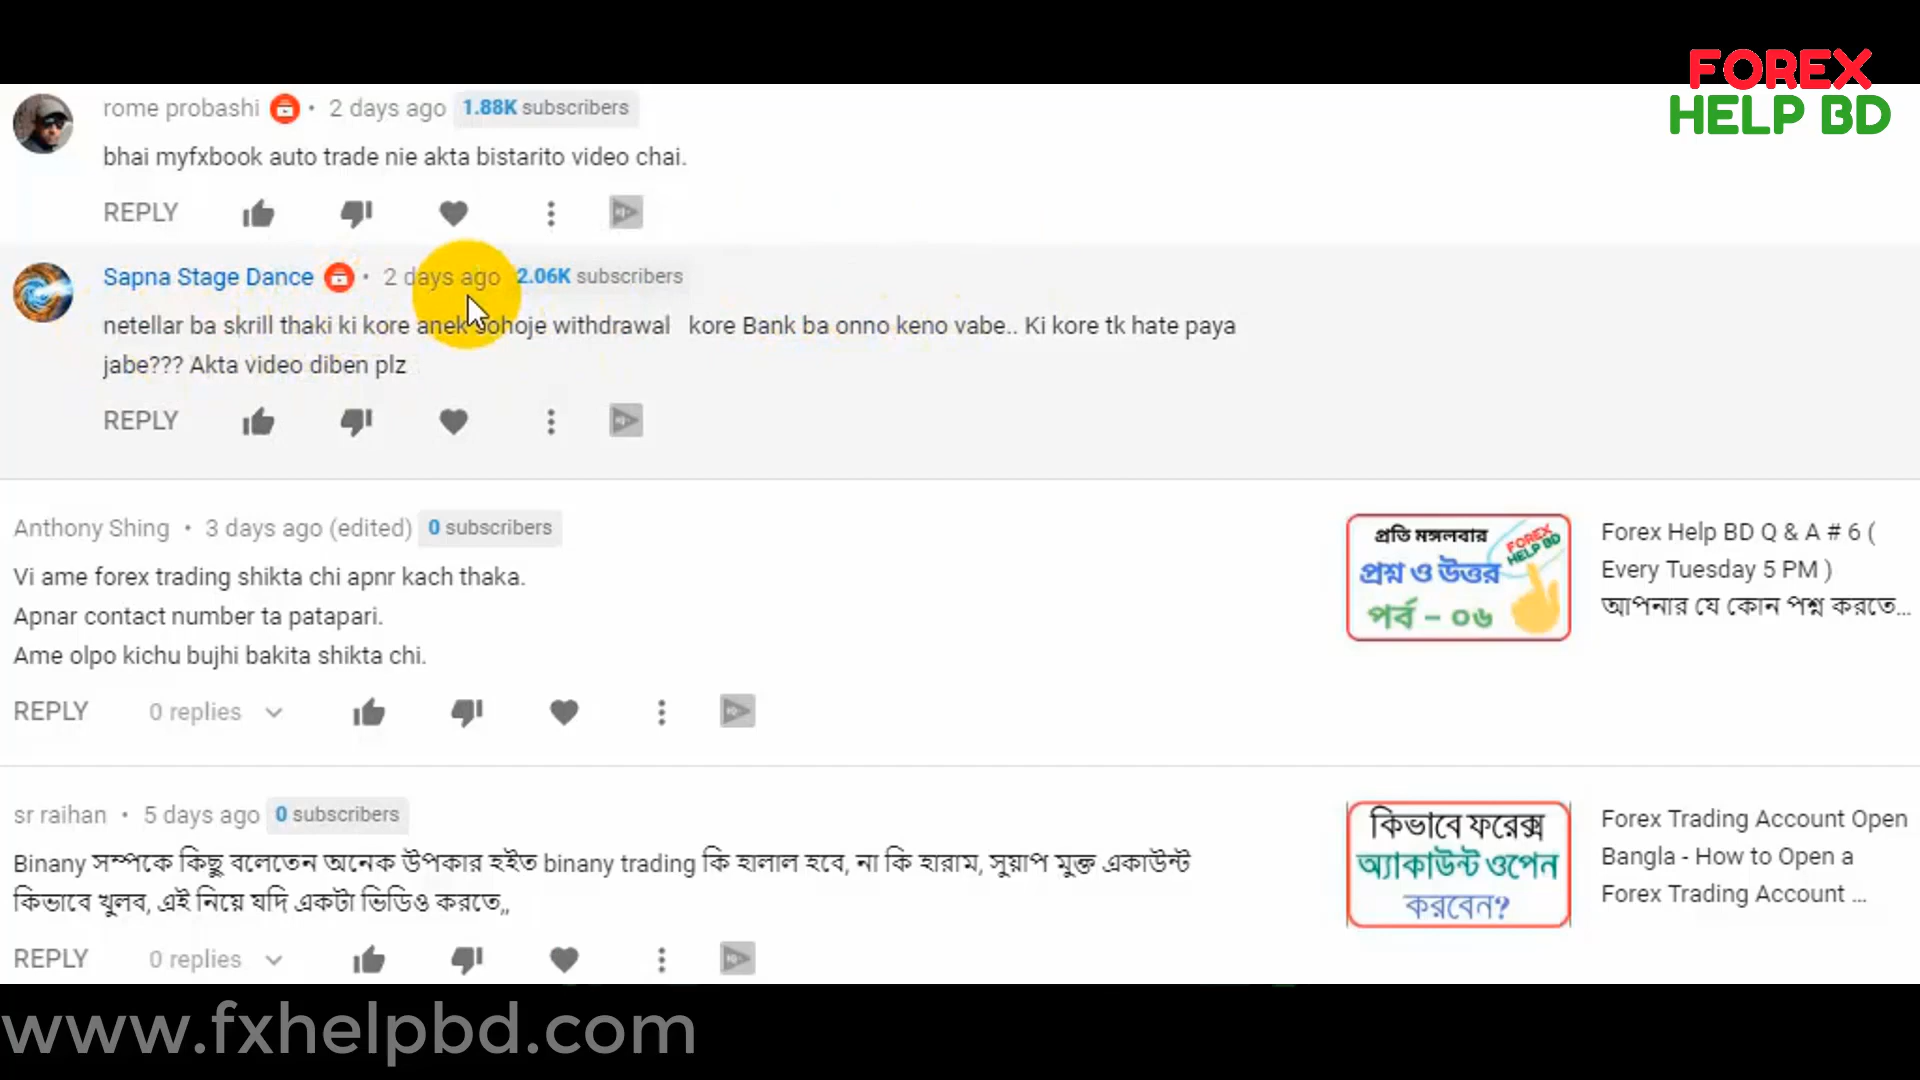 FOREX
HELP BD
rome probashi • 2 days ago 1.88K subscribers
bhai myfxbook auto trade nie akta bistarito video chai.
REPLY
Sapna Stage Dance • 2 days ago 2.06K subscribers
netellar ba skrill thaki ki kore anek sohoje withdrawal kore Bank ba onno keno vabe.. Ki kore tk hate paya
jabe??? Akta video diben plz
REPLY
Anthony Shing • 3 days ago (edited) 0 subscribers
Vi ame forex trading shikta chi apnr kach thaka.
Apnar contact number ta patapari.
Ame olpo kichu bujhi bakita shikta chi.
REPLY 0 replies
প্রতি মঙ্গলবার
FOREX
HELP BD
প্রশ্ন ও উত্তর
পর্ব - ০৬
Forex Help BD Q & A # 6 (
Every Tuesday 5 PM )
আপনার যে কোন পশ্ন করতে...
sr raihan • 5 days ago 0 subscribers
Binany সম্পকে কিছু বলেতেন অনেক উপকার হইত binany trading কি হালাল হবে, না কি হারাম, সুয়াপ মুক্ত একাউন্ট
কিভাবে খুলব, এই নিয়ে যদি একটা ভিডিও করতে,,
REPLY 0 replies
কিভাবে ফরেক্স
অ্যাকাউন্ট ওপেন
করবেন?
Forex Trading Account Open
Bangla - How to Open a
Forex Trading Account ...
www.fxhelpbd.com